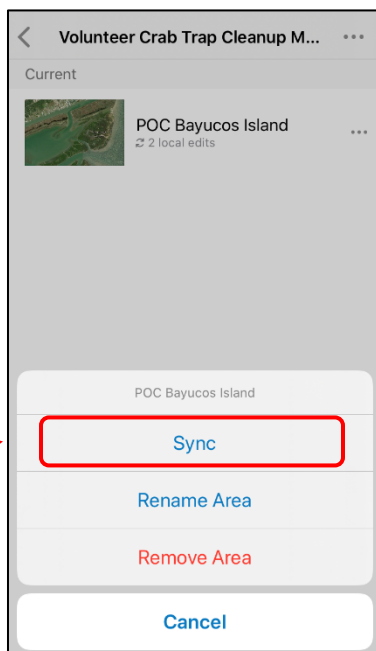 Volunteer Crab Trap Cleanup M...
Current
POC Bayucos Island
2 local edits
POC Bayucos Island
Sync
Rename Area
Remove Area
Cancel